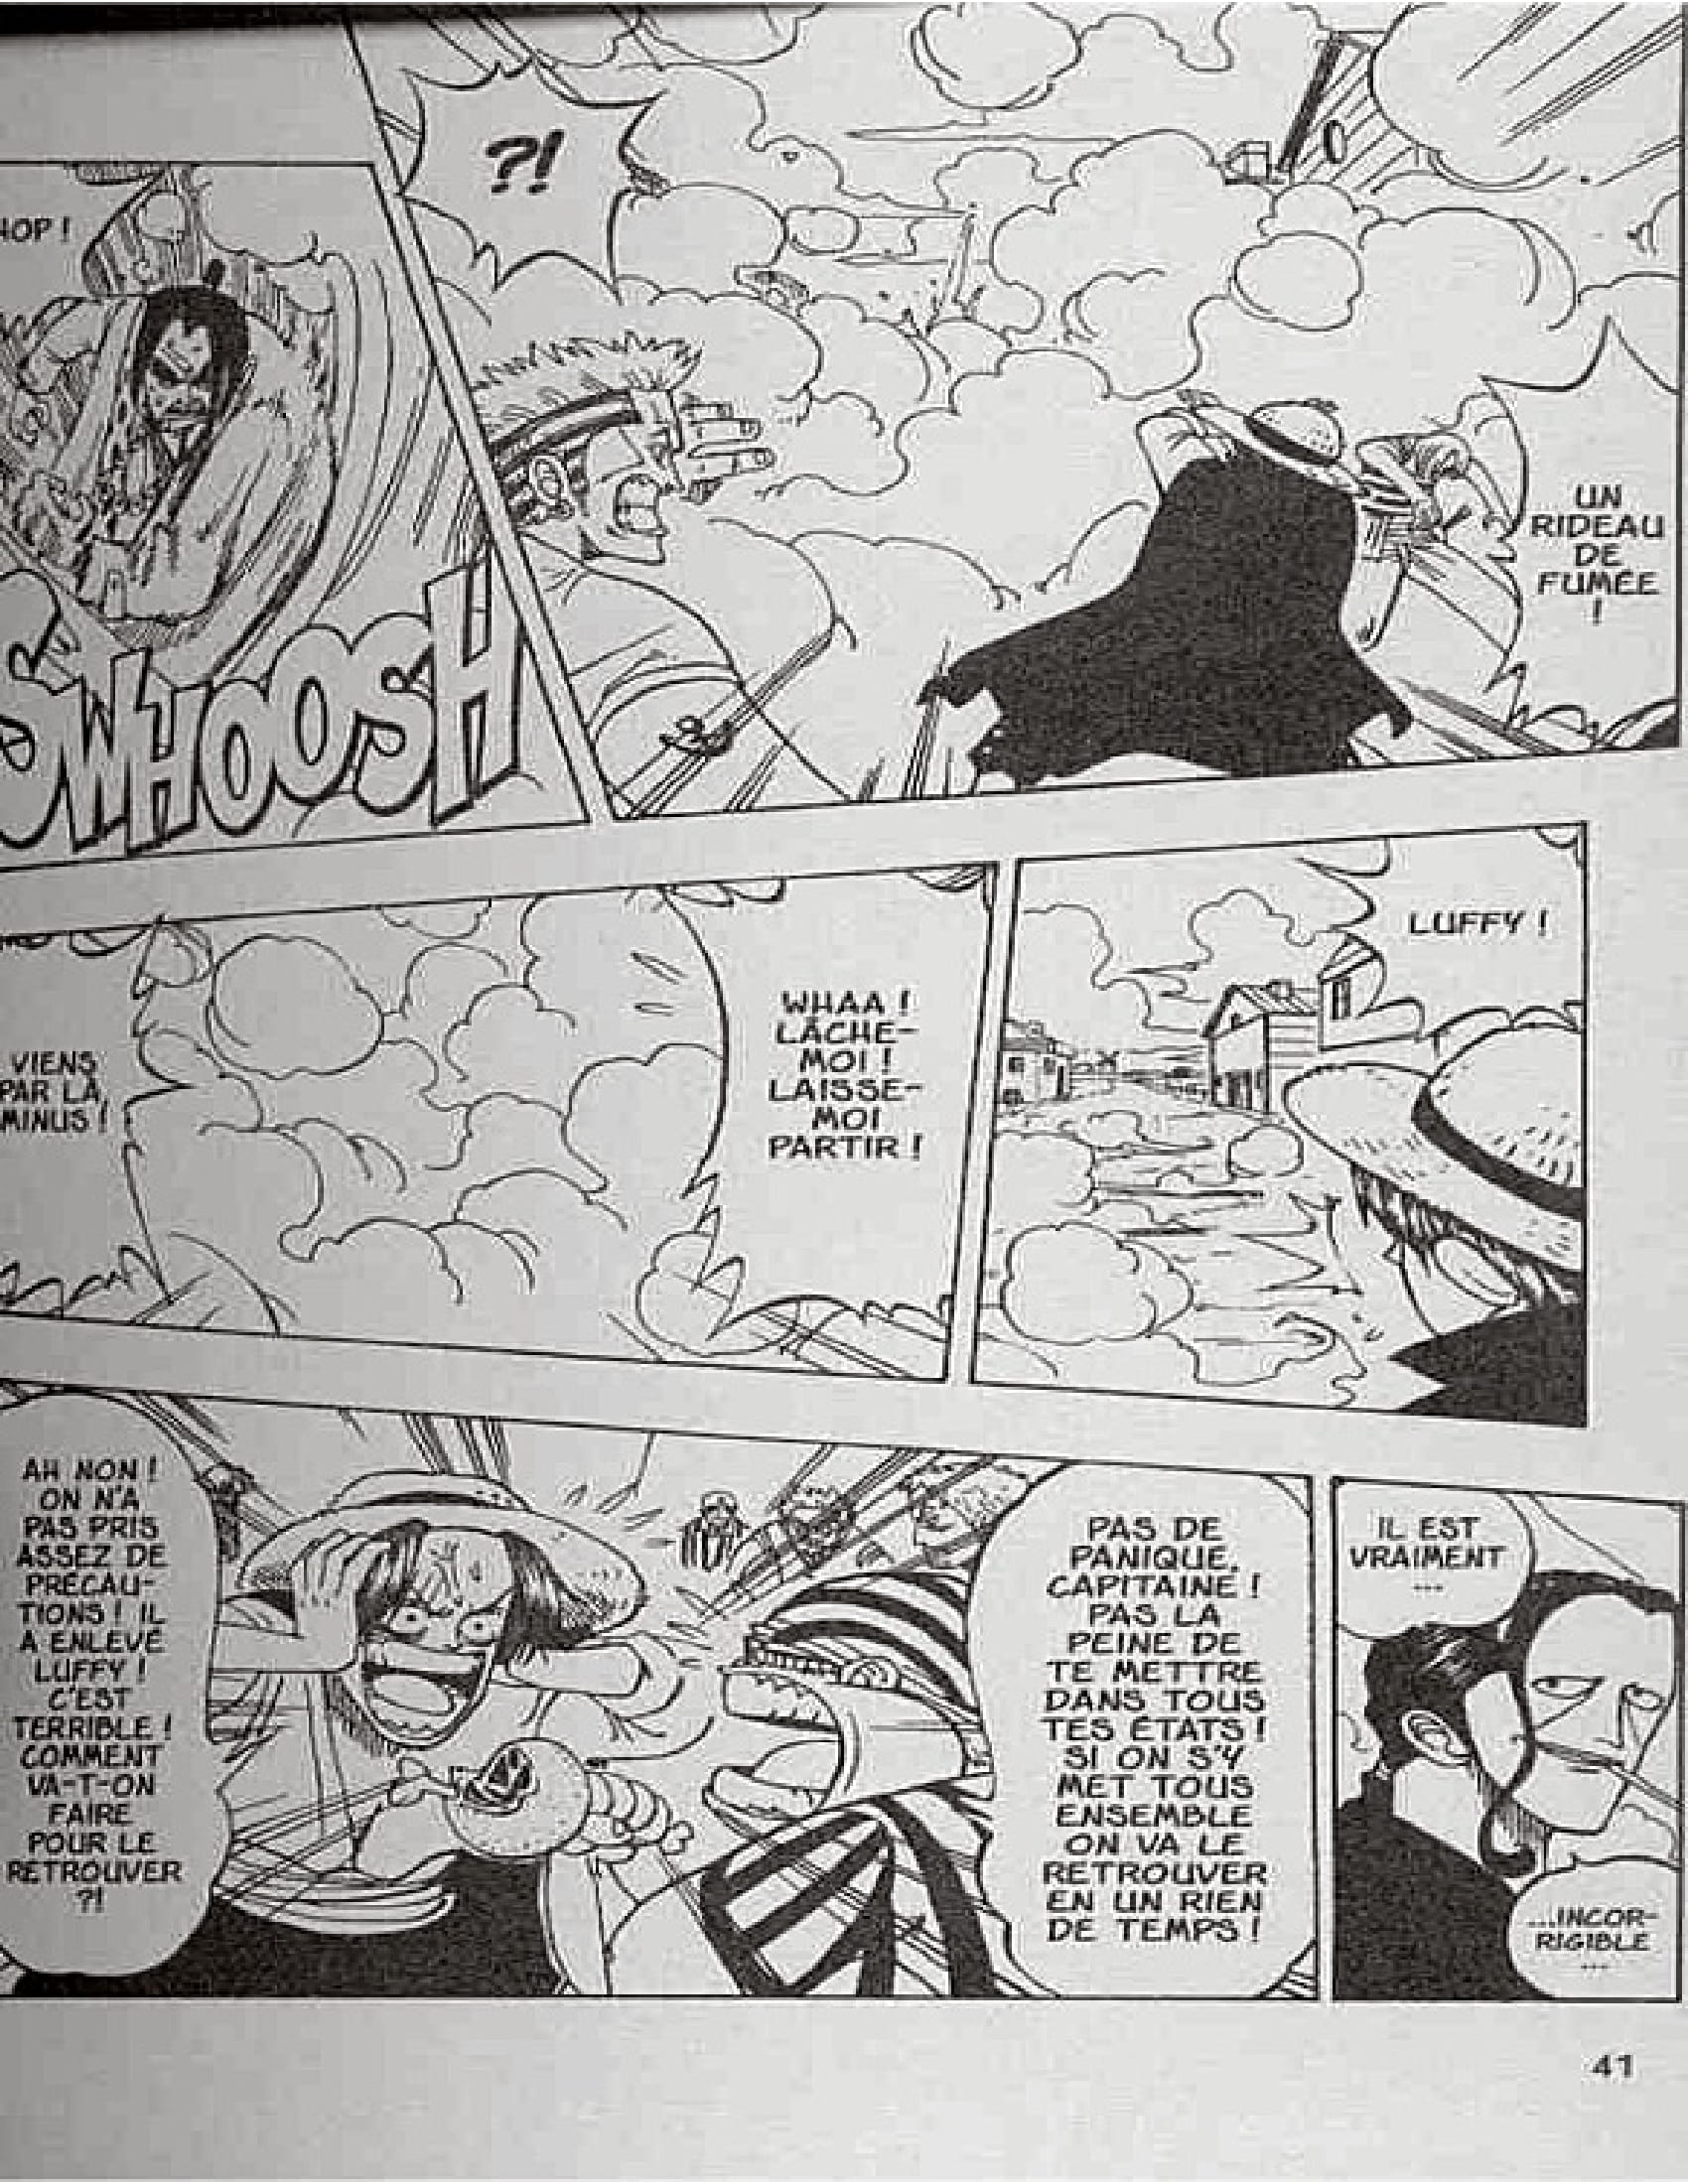 UN
RIDEAU
DE
FUMÉE
!
?!
HOP !
SWHOOSH
LUFFY !
WHAA !
LÂCHE-
MOI !
LAISSE-
MOI
PARTIR !
VIENS
PAR LÀ,
MINUS !
IL EST
VRAIMENT
...
...INCOR-
RIGIBLE
...
PAS DE
PANIQUE,
CAPITAINE !
PAS LA
PEINE DE
TE METTRE
DANS TOUS
TES ÉTATS !
SI ON S'Y
MET TOUS
ENSEMBLE
ON VA LE
RETROUVER
EN UN RIEN
DE TEMPS !
AH NON !
ON N'A
PAS PRIS
ASSEZ DE
PRÉCAU-
TIONS ! IL
A ENLEVÉ
LUFFY !
C'EST
TERRIBLE !
COMMENT
VA-T-ON
FAIRE
POUR LE
RETROUVER
?!
41